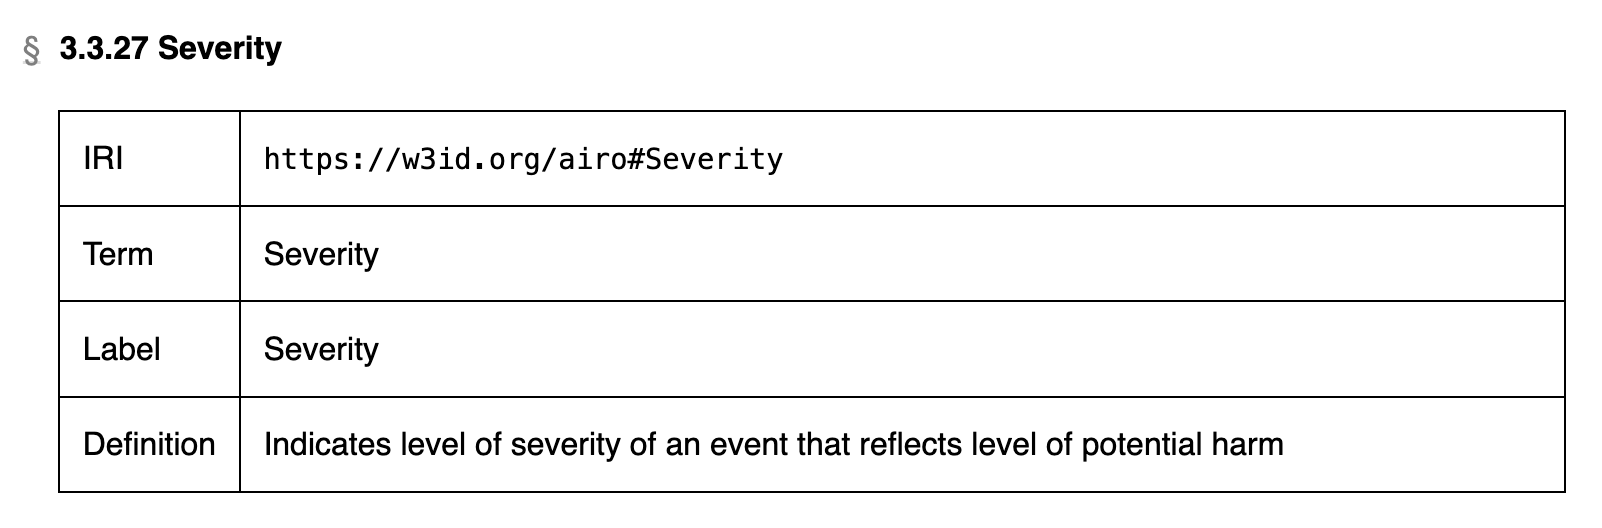 § 3.3.27 Severity
IRI https://w3id.org/airo#Severity
Term Severity
Label Severity
Definition Indicates level of severity of an event that reflects level of potential harm